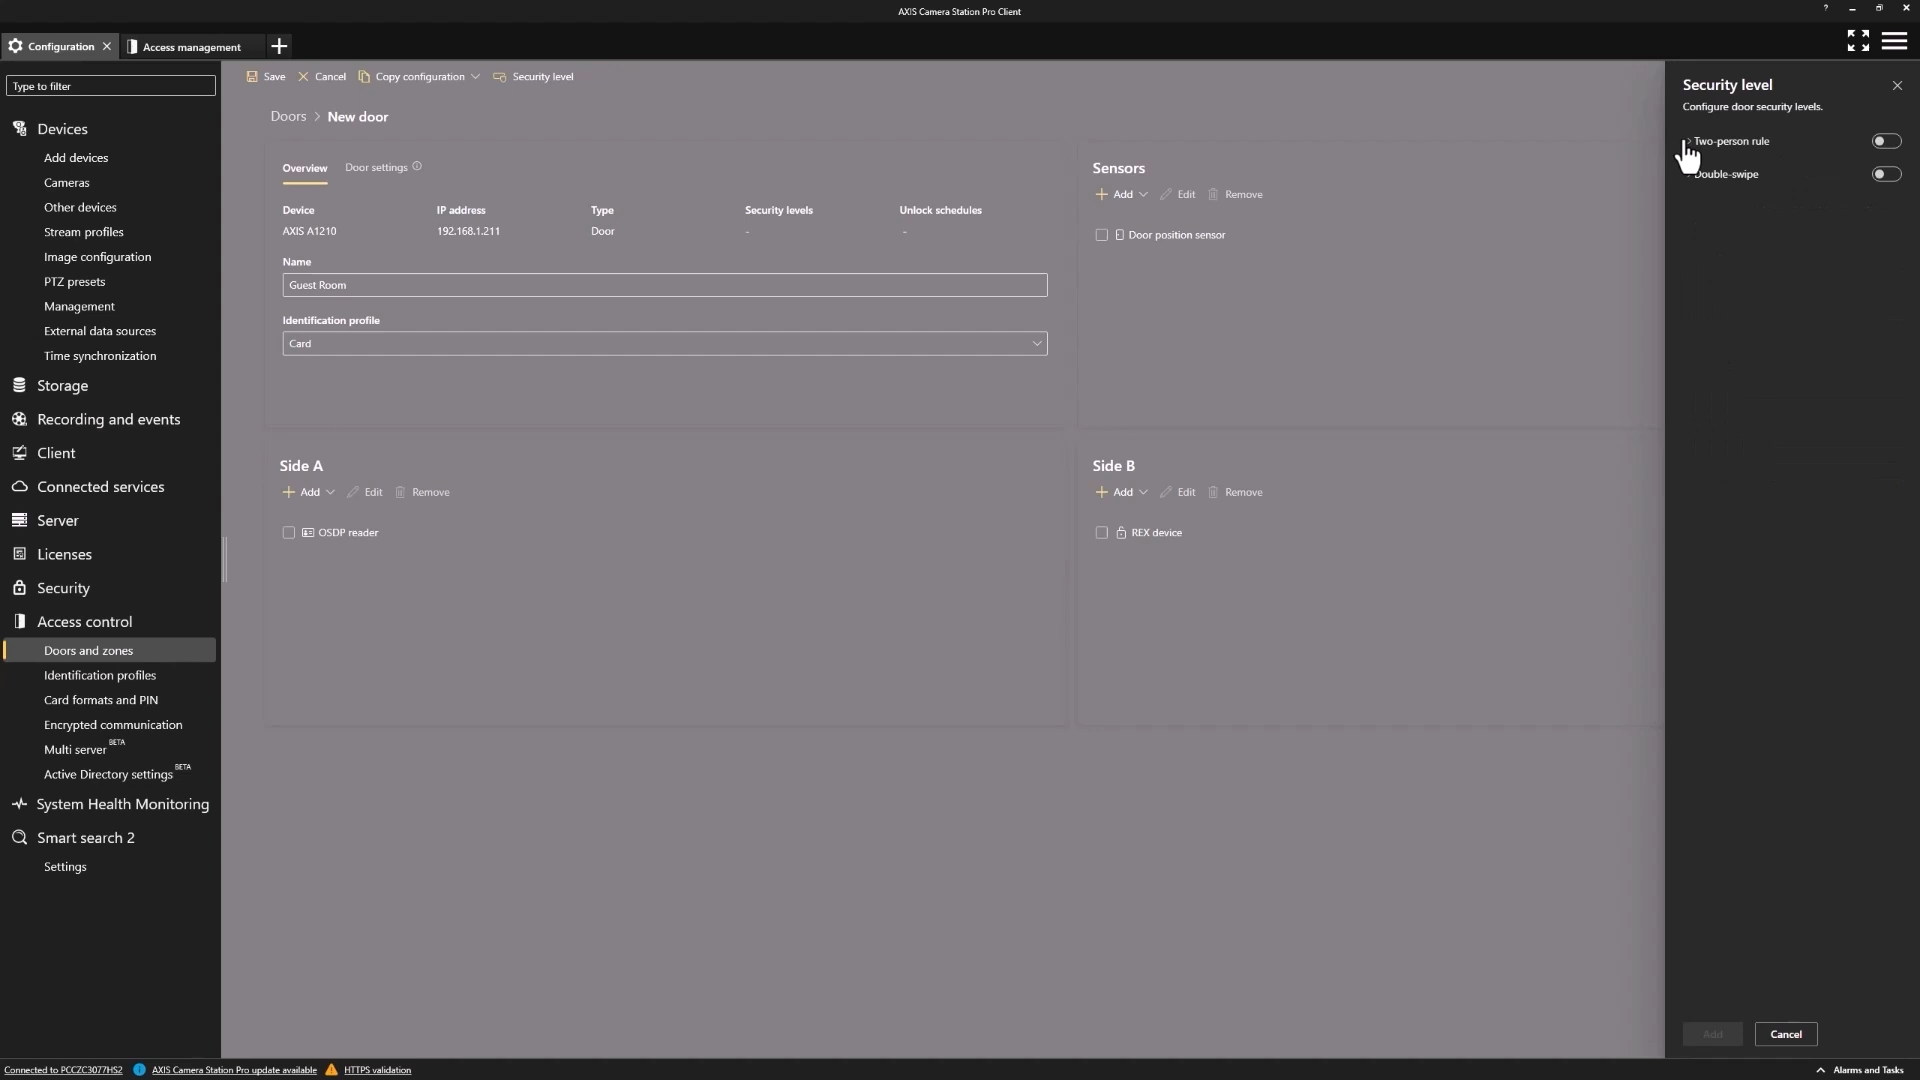 AXIS Camera Station Pro Client
?
Configuration
Access management
Type to filter
Devices
Add devices
Cameras
Other devices
Stream profiles
Image configuration
PTZ presets
Management
External data sources
Time synchronization
Storage
Recording and events
Client
Connected services
Server
Licenses
Security
Access control
Doors and zones
Identification profiles
Card formats and PIN
Encrypted communication
Multi server BETA
Active Directory settings BETA
System Health Monitoring
Smart search 2
Settings
Save Cancel Copy configuration Security level
Doors > New door
Overview Door settings
Device IP address Type Security levels Unlock schedules
AXIS A1210 192.168.1.211 Door - -
Name
Guest Room
Identification profile
Card
Sensors
Add Edit Remove
Door position sensor
Side A
Add Edit Remove
OSDP reader
Side B
Add Edit Remove
REX device
Security level
Configure door security levels.
Two-person rule
Double-swipe
Add Cancel
Connected to PCCZC3077HS2 AXIS Camera Station Pro update available HTTPS validation Alarms and Tasks